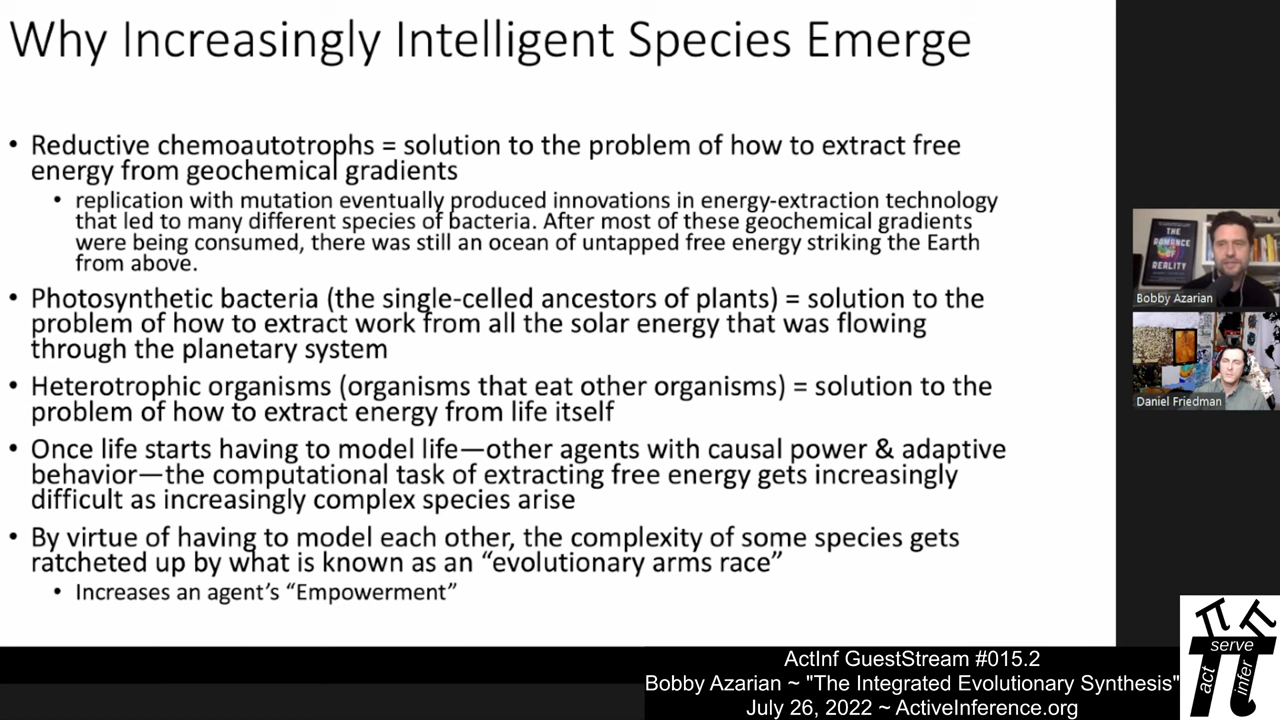 Why Increasingly Intelligent Species Emerge
• Reductive chemoautotrophs = solution to the problem of how to extract free
energy from geochemical gradients
• replication with mutation eventually produced innovations in energy-extraction technology
that led to many different species of bacteria. After most of these geochemical gradients
were being consumed, there was still an ocean of untapped free energy striking the Earth
from above.
• Photosynthetic bacteria (the single-celled ancestors of plants) = solution to the
problem of how to extract work from all the solar energy that was flowing
through the planetary system
• Heterotrophic organisms (organisms that eat other organisms) = solution to the
problem of how to extract energy from life itself
• Once life starts having to model life—other agents with causal power & adaptive
behavior—the computational task of extracting free energy gets increasingly
difficult as increasingly complex species arise
• By virtue of having to model each other, the complexity of some species gets
ratcheted up by what is known as an “evolutionary arms race”
• Increases an agent’s “Empowerment”
THE
ROMANCE
OF
REALITY
Bobby Azarian
Daniel Friedman
act
serve
infer
ActInf GuestStream #015.2
Bobby Azarian ~ "The Integrated Evolutionary Synthesis"
July 26, 2022 ~ ActiveInference.org